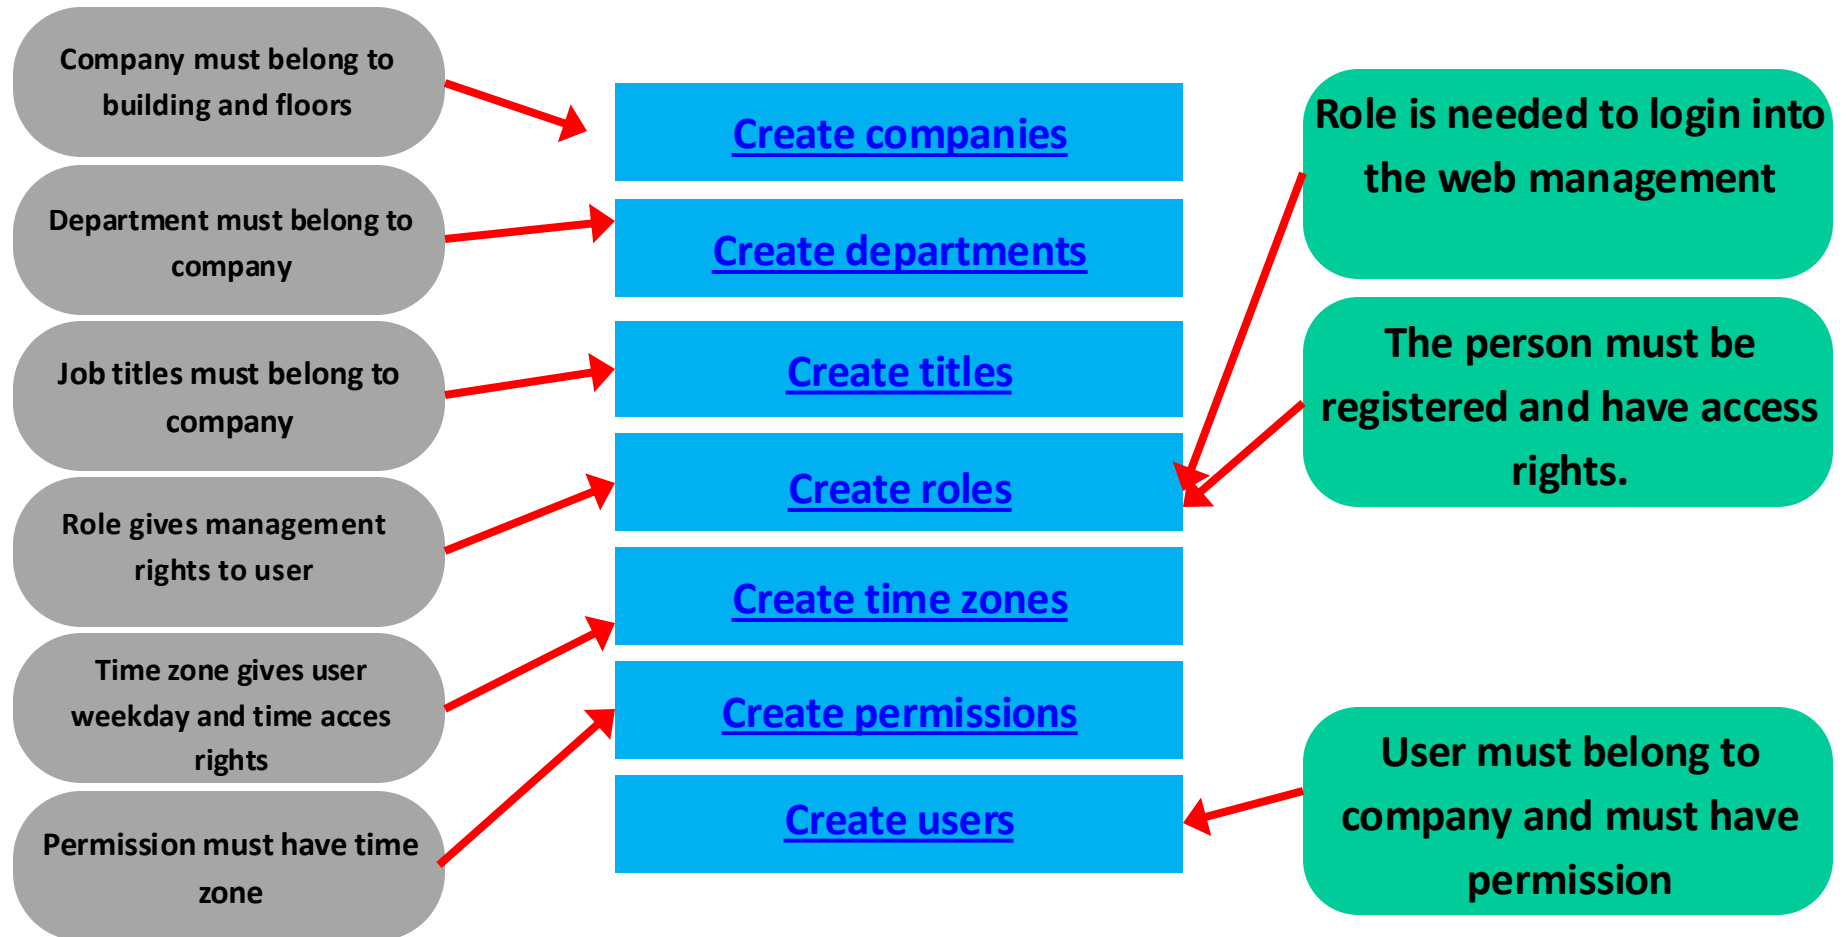 Company must belong to
building and floors
Department must belong to
company
Job titles must belong to
company
Role gives management
rights to user
Time zone gives user
weekday and time acces
rights
Permission must have time
zone
Create companies
Create departments
Create titles
Create roles
Create time zones
Create permissions
Create users
Role is needed to login into
the web management
The person must be
registered and have access
rights.
User must belong to
company and must have
permission